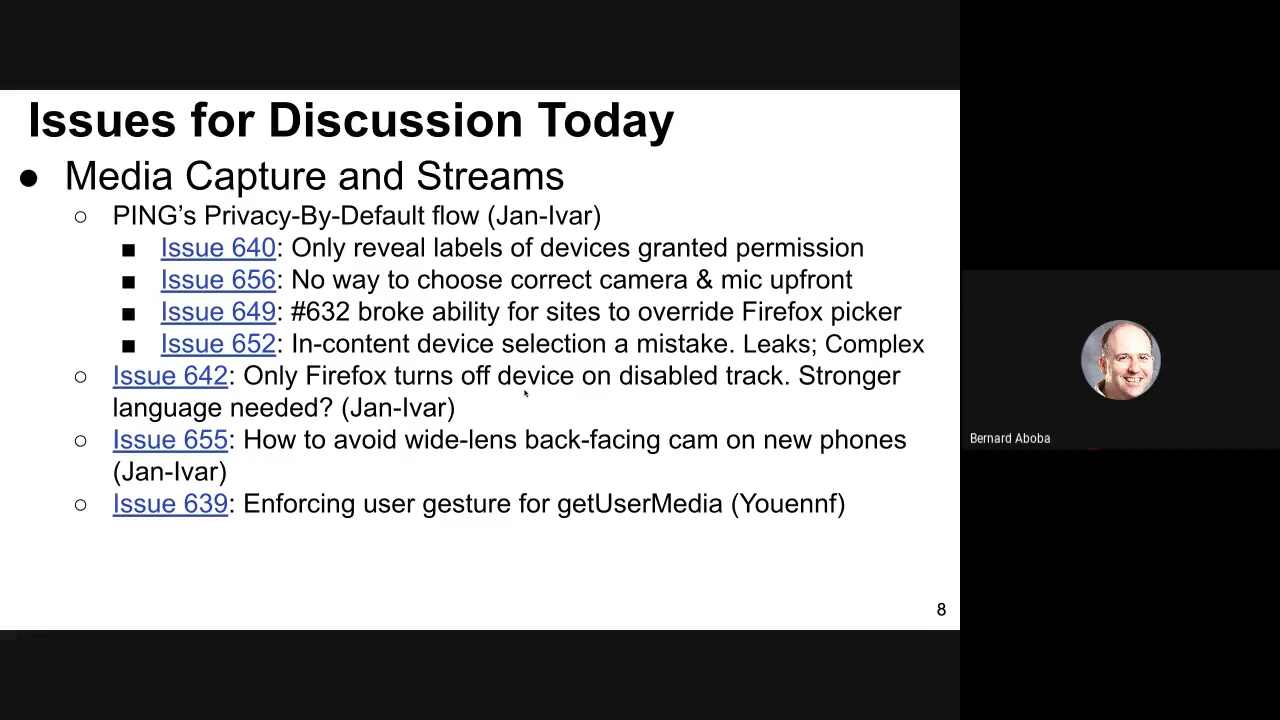 Issues for Discussion Today
● Media Capture and Streams
○ PING’s Privacy-By-Default flow (Jan-Ivar)
■ Issue 640: Only reveal labels of devices granted permission
■ Issue 656: No way to choose correct camera & mic upfront
■ Issue 649: #632 broke ability for sites to override Firefox picker
■ Issue 652: In-content device selection a mistake. Leaks; Complex
○ Issue 642: Only Firefox turns off device on disabled track. Stronger
language needed? (Jan-Ivar)
○ Issue 655: How to avoid wide-lens back-facing cam on new phones
(Jan-Ivar)
○ Issue 639: Enforcing user gesture for getUserMedia (Youennf)
8
Bernard Aboba